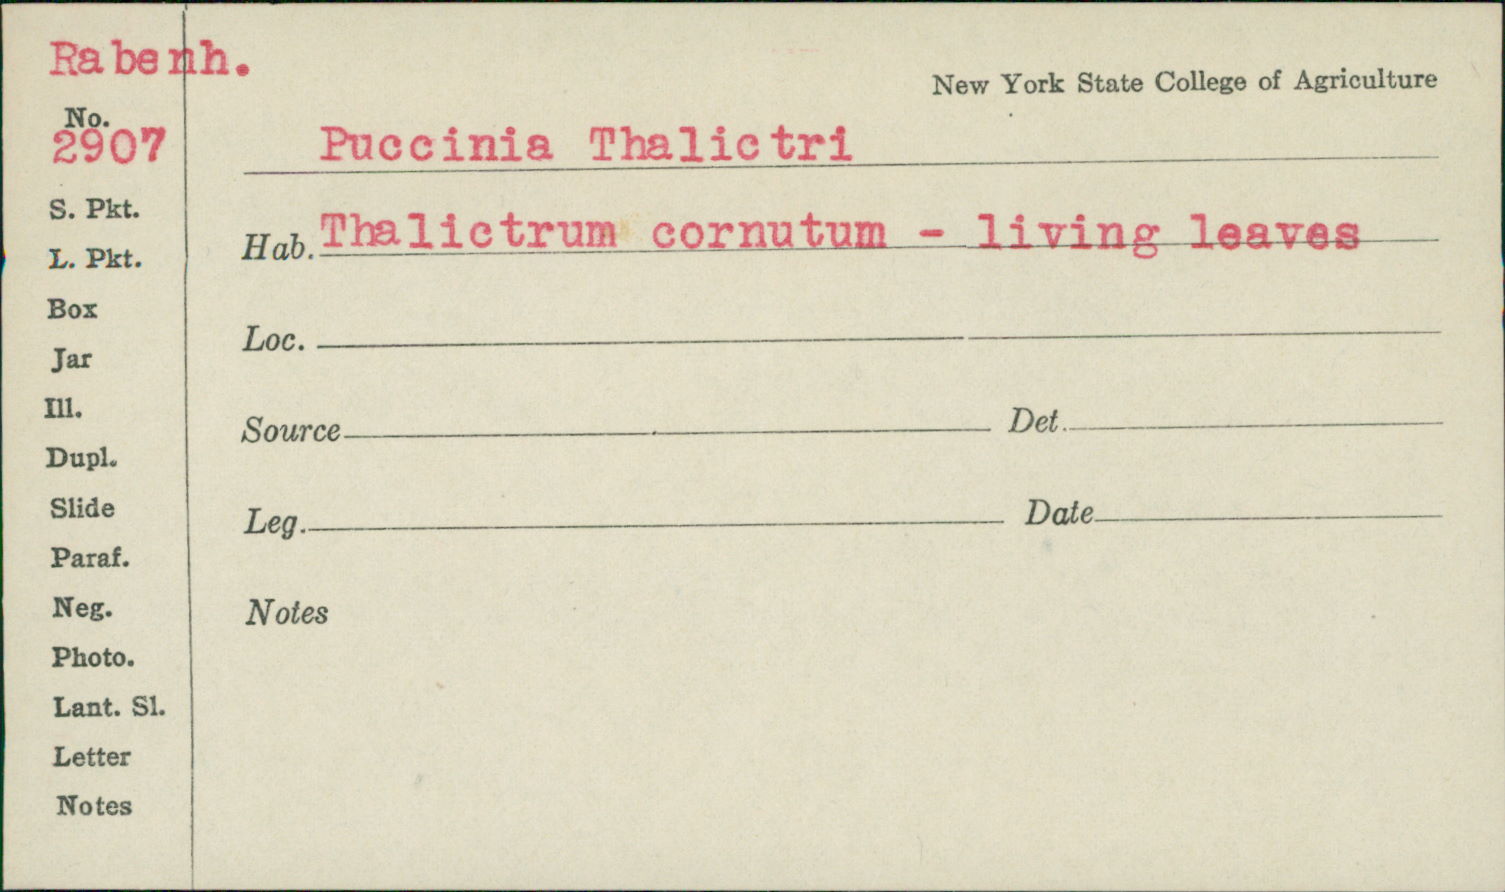 Rabenh.
New York State College of Agriculture
No.
2907
Puccinia Thalictri
S. Pkt.
Hab. Thalictrum cornutum - living leaves
L. Pkt.
Box
Loc.
Jar
Ill.
Source Det.
Dupl.
Slide
Leg. Date
Paraf.
Neg.
Notes
Photo.
Lant. Sl.
Letter
Notes